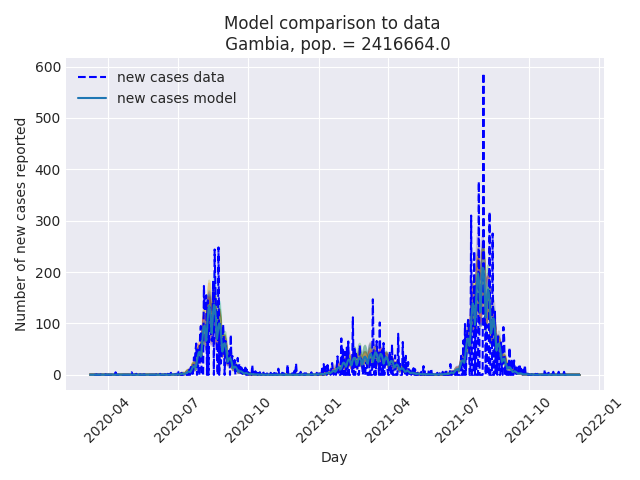 Model comparison to data
Gambia, pop. = 2416664.0
new cases data
new cases model
Number of new cases reported
600
500
400
300
200
100
0
2020-04
2020-07
2020-10
2021-01
2021-04
2021-07
2021-10
2022-01
Day